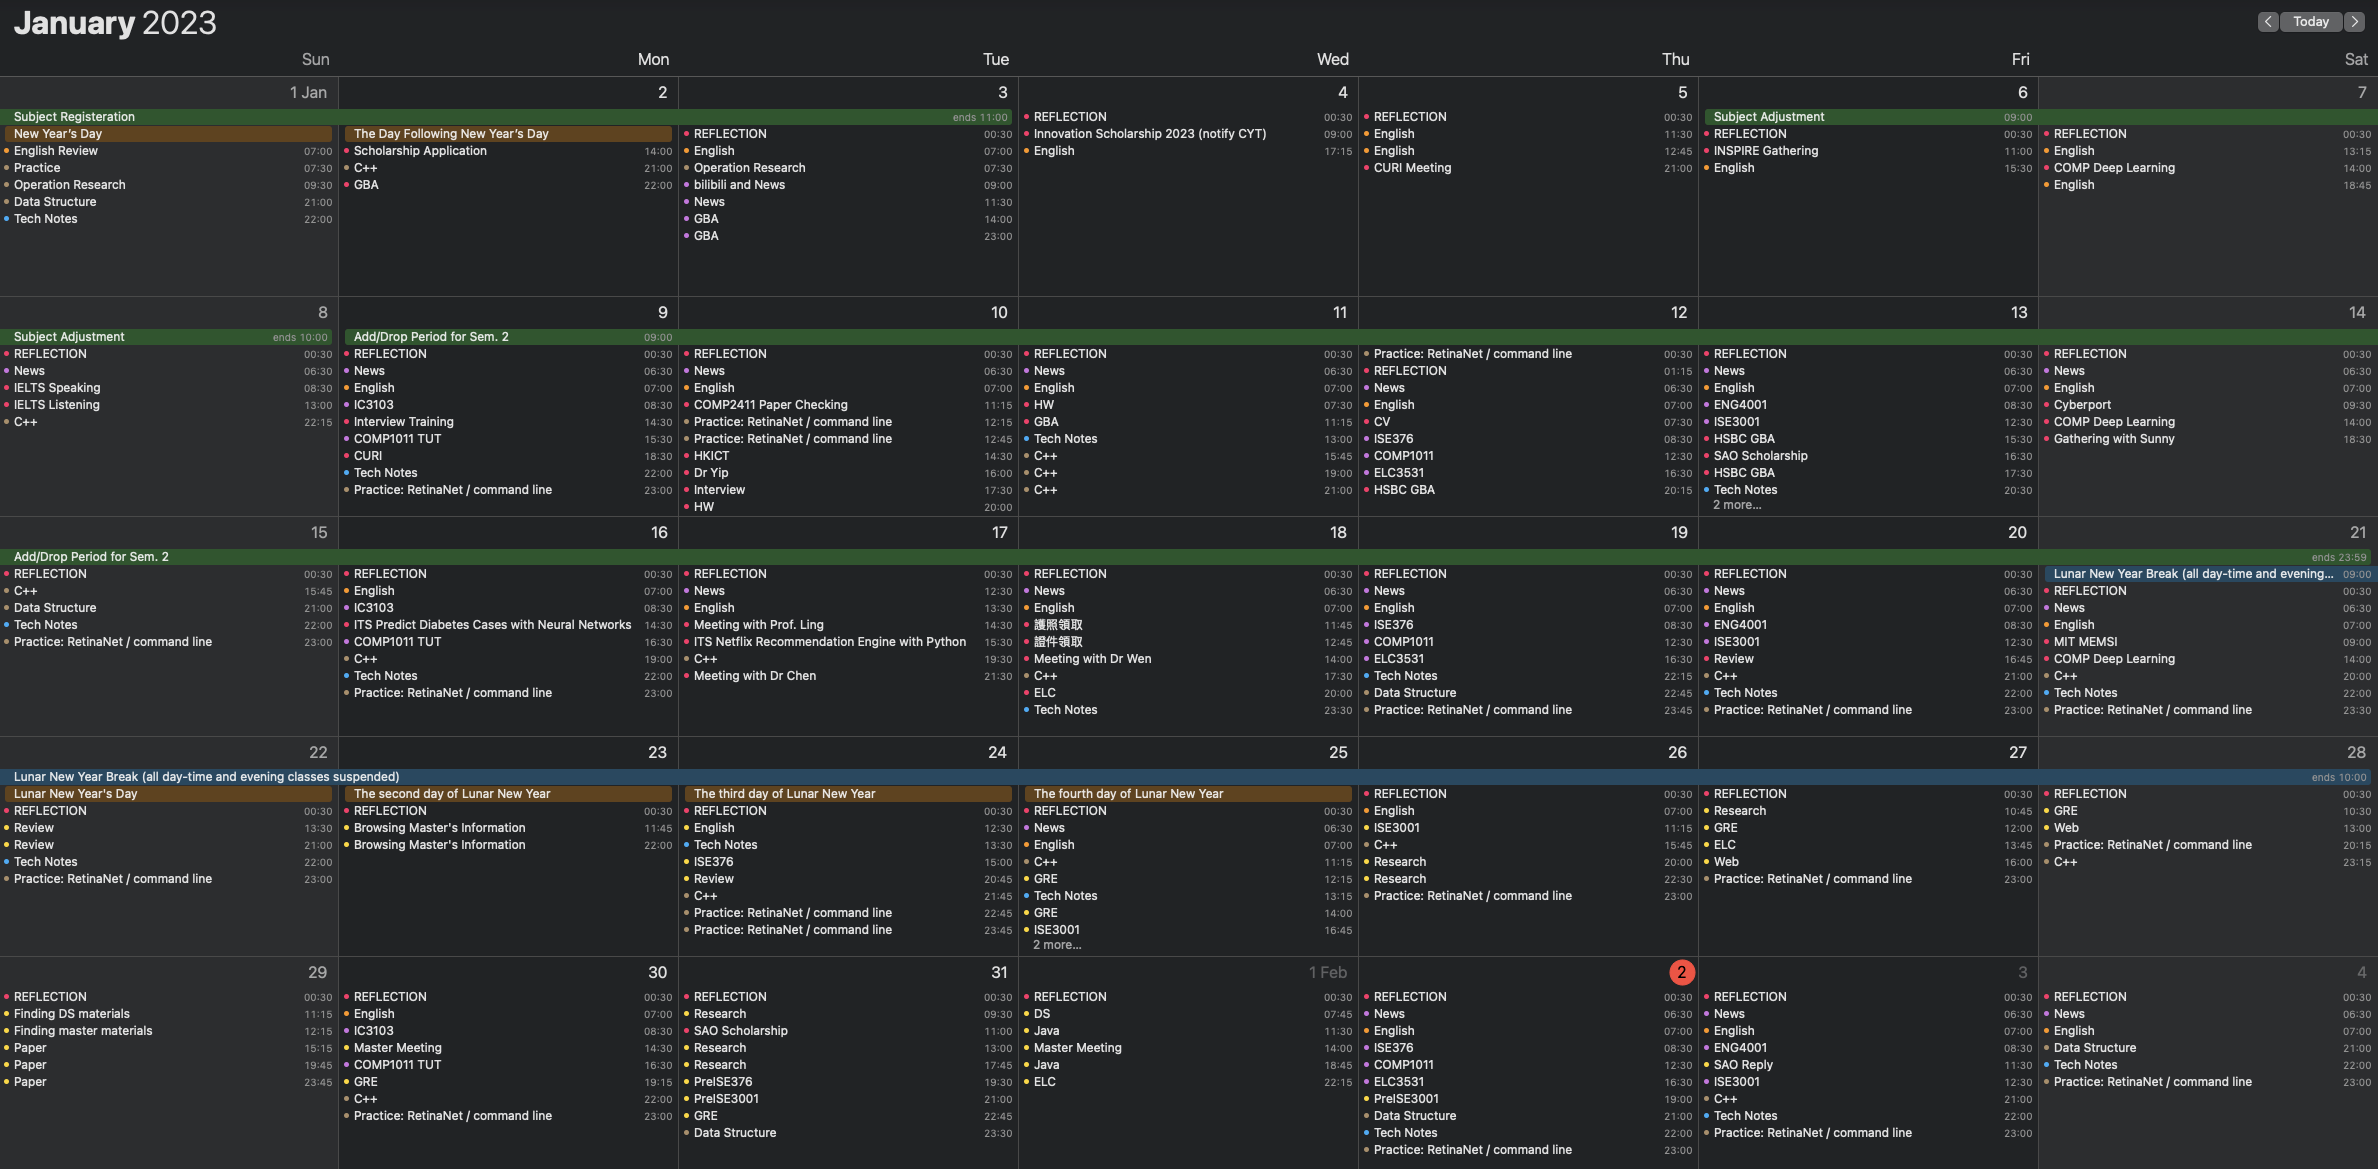 January 2023
Today
Sun Mon Tue Wed Thu Fri Sat
1 Jan
Subject Registeration
New Year's Day
English Review 07:00
Practice 07:30
Operation Research 09:30
Data Structure 21:00
Tech Notes 22:00
2
The Day Following New Year's Day
Scholarship Application 14:00
C++ 21:00
GBA 22:00
3
ends 11:00
REFLECTION 00:30
English 07:00
Operation Research 07:30
bilibili and News 09:00
News 11:30
GBA 14:00
GBA 23:00
4
REFLECTION 00:30
Innovation Scholarship 2023 (notify CYT) 09:00
English 17:15
5
REFLECTION 00:30
English 11:30
English 12:45
CURI Meeting 21:00
6
Subject Adjustment 09:00
REFLECTION 00:30
INSPIRE Gathering 11:00
English 15:30
7
REFLECTION 00:30
English 13:15
COMP Deep Learning 14:00
English 18:45
8
Subject Adjustment ends 10:00
REFLECTION 00:30
News 06:30
IELTS Speaking 08:30
IELTS Listening 13:00
C++ 22:15
9
Add/Drop Period for Sem. 2 09:00
REFLECTION 00:30
News 06:30
English 07:00
IC3103 08:30
Interview Training 14:30
COMP1011 TUT 15:30
CURI 18:30
Tech Notes 22:00
Practice: RetinaNet / command line 23:00
10
REFLECTION 00:30
News 06:30
English 07:00
COMP2411 Paper Checking 11:15
Practice: RetinaNet / command line 12:15
Practice: RetinaNet / command line 12:45
HKICT 14:30
Dr Yip 16:00
Interview 17:30
HW 20:00
11
REFLECTION 00:30
News 06:30
English 07:00
HW 07:30
GBA 11:15
Tech Notes 13:00
C++ 15:45
C++ 19:00
C++ 21:00
12
Practice: RetinaNet / command line 00:30
REFLECTION 01:15
News 06:30
English 07:00
CV 07:30
ISE376 08:30
COMP1011 12:30
ELC3531 16:30
HSBC GBA 20:15
13
REFLECTION 00:30
News 06:30
English 07:00
ENG4001 08:30
ISE3001 12:30
HSBC GBA 15:30
SAO Scholarship 16:30
HSBC GBA 17:30
Tech Notes 20:30
2 more...
14
REFLECTION 00:30
News 06:30
English 07:00
Cyberport 09:30
COMP Deep Learning 14:00
Gathering with Sunny 18:30
15
Add/Drop Period for Sem. 2
REFLECTION 00:30
C++ 15:45
Data Structure 21:00
Tech Notes 22:00
Practice: RetinaNet / command line 23:00
16
REFLECTION 00:30
English 07:00
IC3103 08:30
ITS Predict Diabetes Cases with Neural Networks 14:30
COMP1011 TUT 16:30
C++ 19:00
Tech Notes 22:00
Practice: RetinaNet / command line 23:00
17
REFLECTION 00:30
News 12:30
English 13:30
Meeting with Prof. Ling 14:30
ITS Netflix Recommendation Engine with Python 15:30
C++ 19:30
Meeting with Dr Chen 21:30
18
REFLECTION 00:30
News 06:30
English 07:00
護照領取 11:45
證件領取 12:45
Meeting with Dr Wen 14:00
C++ 17:30
ELC 20:00
Tech Notes 23:30
19
REFLECTION 00:30
News 06:30
English 07:00
ISE376 08:30
COMP1011 12:30
ELC3531 16:30
Tech Notes 22:15
Data Structure 22:45
Practice: RetinaNet / command line 23:45
20
REFLECTION 00:30
News 06:30
English 07:00
ENG4001 08:30
ISE3001 12:30
Review 16:45
C++ 21:00
Tech Notes 22:00
Practice: RetinaNet / command line 23:00
21
ends 23:59
Lunar New Year Break (all day-time and evening... 09:00
REFLECTION 00:30
News 06:30
English 07:00
MIT MEMSI 09:00
COMP Deep Learning 14:00
C++ 20:00
Tech Notes 22:00
Practice: RetinaNet / command line 23:30
22
Lunar New Year Break (all day-time and evening classes suspended)
Lunar New Year's Day
REFLECTION 00:30
Review 13:30
Review 21:00
Tech Notes 22:00
Practice: RetinaNet / command line 23:00
23
The second day of Lunar New Year
REFLECTION 00:30
Browsing Master's Information 11:45
Browsing Master's Information 22:00
24
The third day of Lunar New Year
REFLECTION 00:30
English 12:30
Tech Notes 13:30
ISE376 15:00
Review 20:45
C++ 21:45
Practice: RetinaNet / command line 22:45
Practice: RetinaNet / command line 23:45
25
The fourth day of Lunar New Year
REFLECTION 00:30
News 06:30
English 07:00
C++ 11:15
GRE 12:15
Tech Notes 13:15
GRE 14:00
ISE3001 16:45
2 more...
26
REFLECTION 00:30
English 07:00
ISE3001 11:15
C++ 15:45
Research 20:00
Research 22:30
Practice: RetinaNet / command line 23:00
27
REFLECTION 00:30
Research 10:45
GRE 12:00
ELC 13:45
Web 16:00
Practice: RetinaNet / command line 23:00
28
ends 10:00
REFLECTION 00:30
GRE 10:30
Web 13:00
Practice: RetinaNet / command line 20:15
C++ 23:15
29
REFLECTION 00:30
Finding DS materials 11:15
Finding master materials 12:15
Paper 15:15
Paper 19:45
Paper 23:45
30
REFLECTION 00:30
English 07:00
IC3103 08:30
Master Meeting 14:30
COMP1011 TUT 16:30
GRE 19:15
C++ 22:00
Practice: RetinaNet / command line 23:00
31
REFLECTION 00:30
Research 09:30
SAO Scholarship 11:00
Research 13:00
Research 17:45
PreISE376 19:30
PreISE3001 21:00
GRE 22:45
Data Structure 23:30
1 Feb
REFLECTION 00:30
DS 07:45
Java 11:30
Master Meeting 14:00
Java 18:45
ELC 22:15
2
REFLECTION 00:30
News 06:30
English 07:00
ISE376 08:30
COMP1011 12:30
ELC3531 16:30
PreISE3001 19:00
Data Structure 21:00
Tech Notes 22:00
Practice: RetinaNet / command line 23:00
3
REFLECTION 00:30
News 06:30
English 07:00
ENG4001 08:30
SAO Reply 11:30
ISE3001 12:30
C++ 21:00
Tech Notes 22:00
Practice: RetinaNet / command line 23:00
4
REFLECTION 00:30
News 06:30
English 07:00
Data Structure 21:00
Tech Notes 22:00
Practice: RetinaNet / command line 23:00